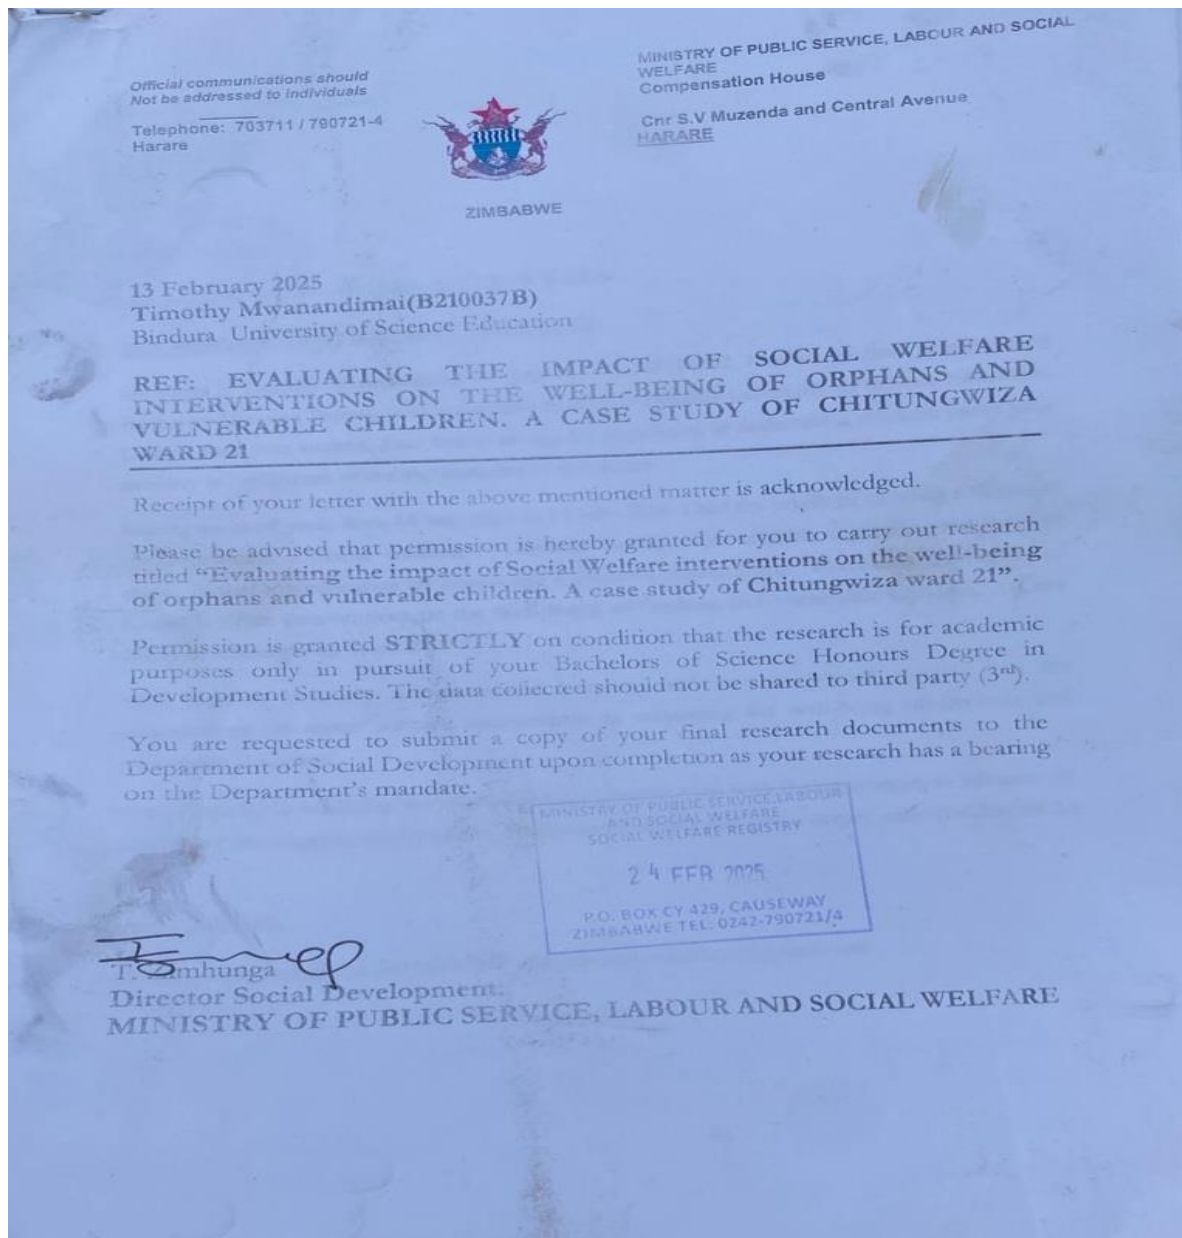 Official communications should
Not be addressed to individuals
Telephone: 703711 / 790721-4
Harare
ZIMBABWE
MINISTRY OF PUBLIC SERVICE, LABOUR AND SOCIAL
WELFARE
Compensation House
Cnr S.V Muzenda and Central Avenue
HARARE
13 February 2025
Timothy Mwanandimai(B210037B)
Bindura University of Science Education
REF: EVALUATING THE IMPACT OF SOCIAL WELFARE
INTERVENTIONS ON THE WELL-BEING OF ORPHANS AND
VULNERABLE CHILDREN. A CASE STUDY OF CHITUNGWIZA
WARD 21
Receipt of your letter with the above mentioned matter is acknowledged.
Please be advised that permission is hereby granted for you to carry out research
titled “Evaluating the impact of Social Welfare interventions on the well-being
of orphans and vulnerable children. A case study of Chitungwiza ward 21”.
Permission is granted STRICTLY on condition that the research is for academic
purposes only in pursuit of your Bachelors of Science Honours Degree in
Development Studies. The data collecred should not be shared to third party (3rd).
You are requested to submit a copy of your final research documents to the
Department of Social Development upon completion as your research has a bearing
on the Department’s mandate.
MINISTRY OF PUBLIC SERVICE, LABOUR
AND SOCIAL WELFARE
SOCIAL WELFARE REGISTRY
24 FEB 2025
P.O. BOX CY 429, CAUSEWAY
ZIMBABWE TEL: 0242-790721/4
T.
Director Social Development.
MINISTRY OF PUBLIC SERVICE, LABOUR AND SOCIAL WELFARE